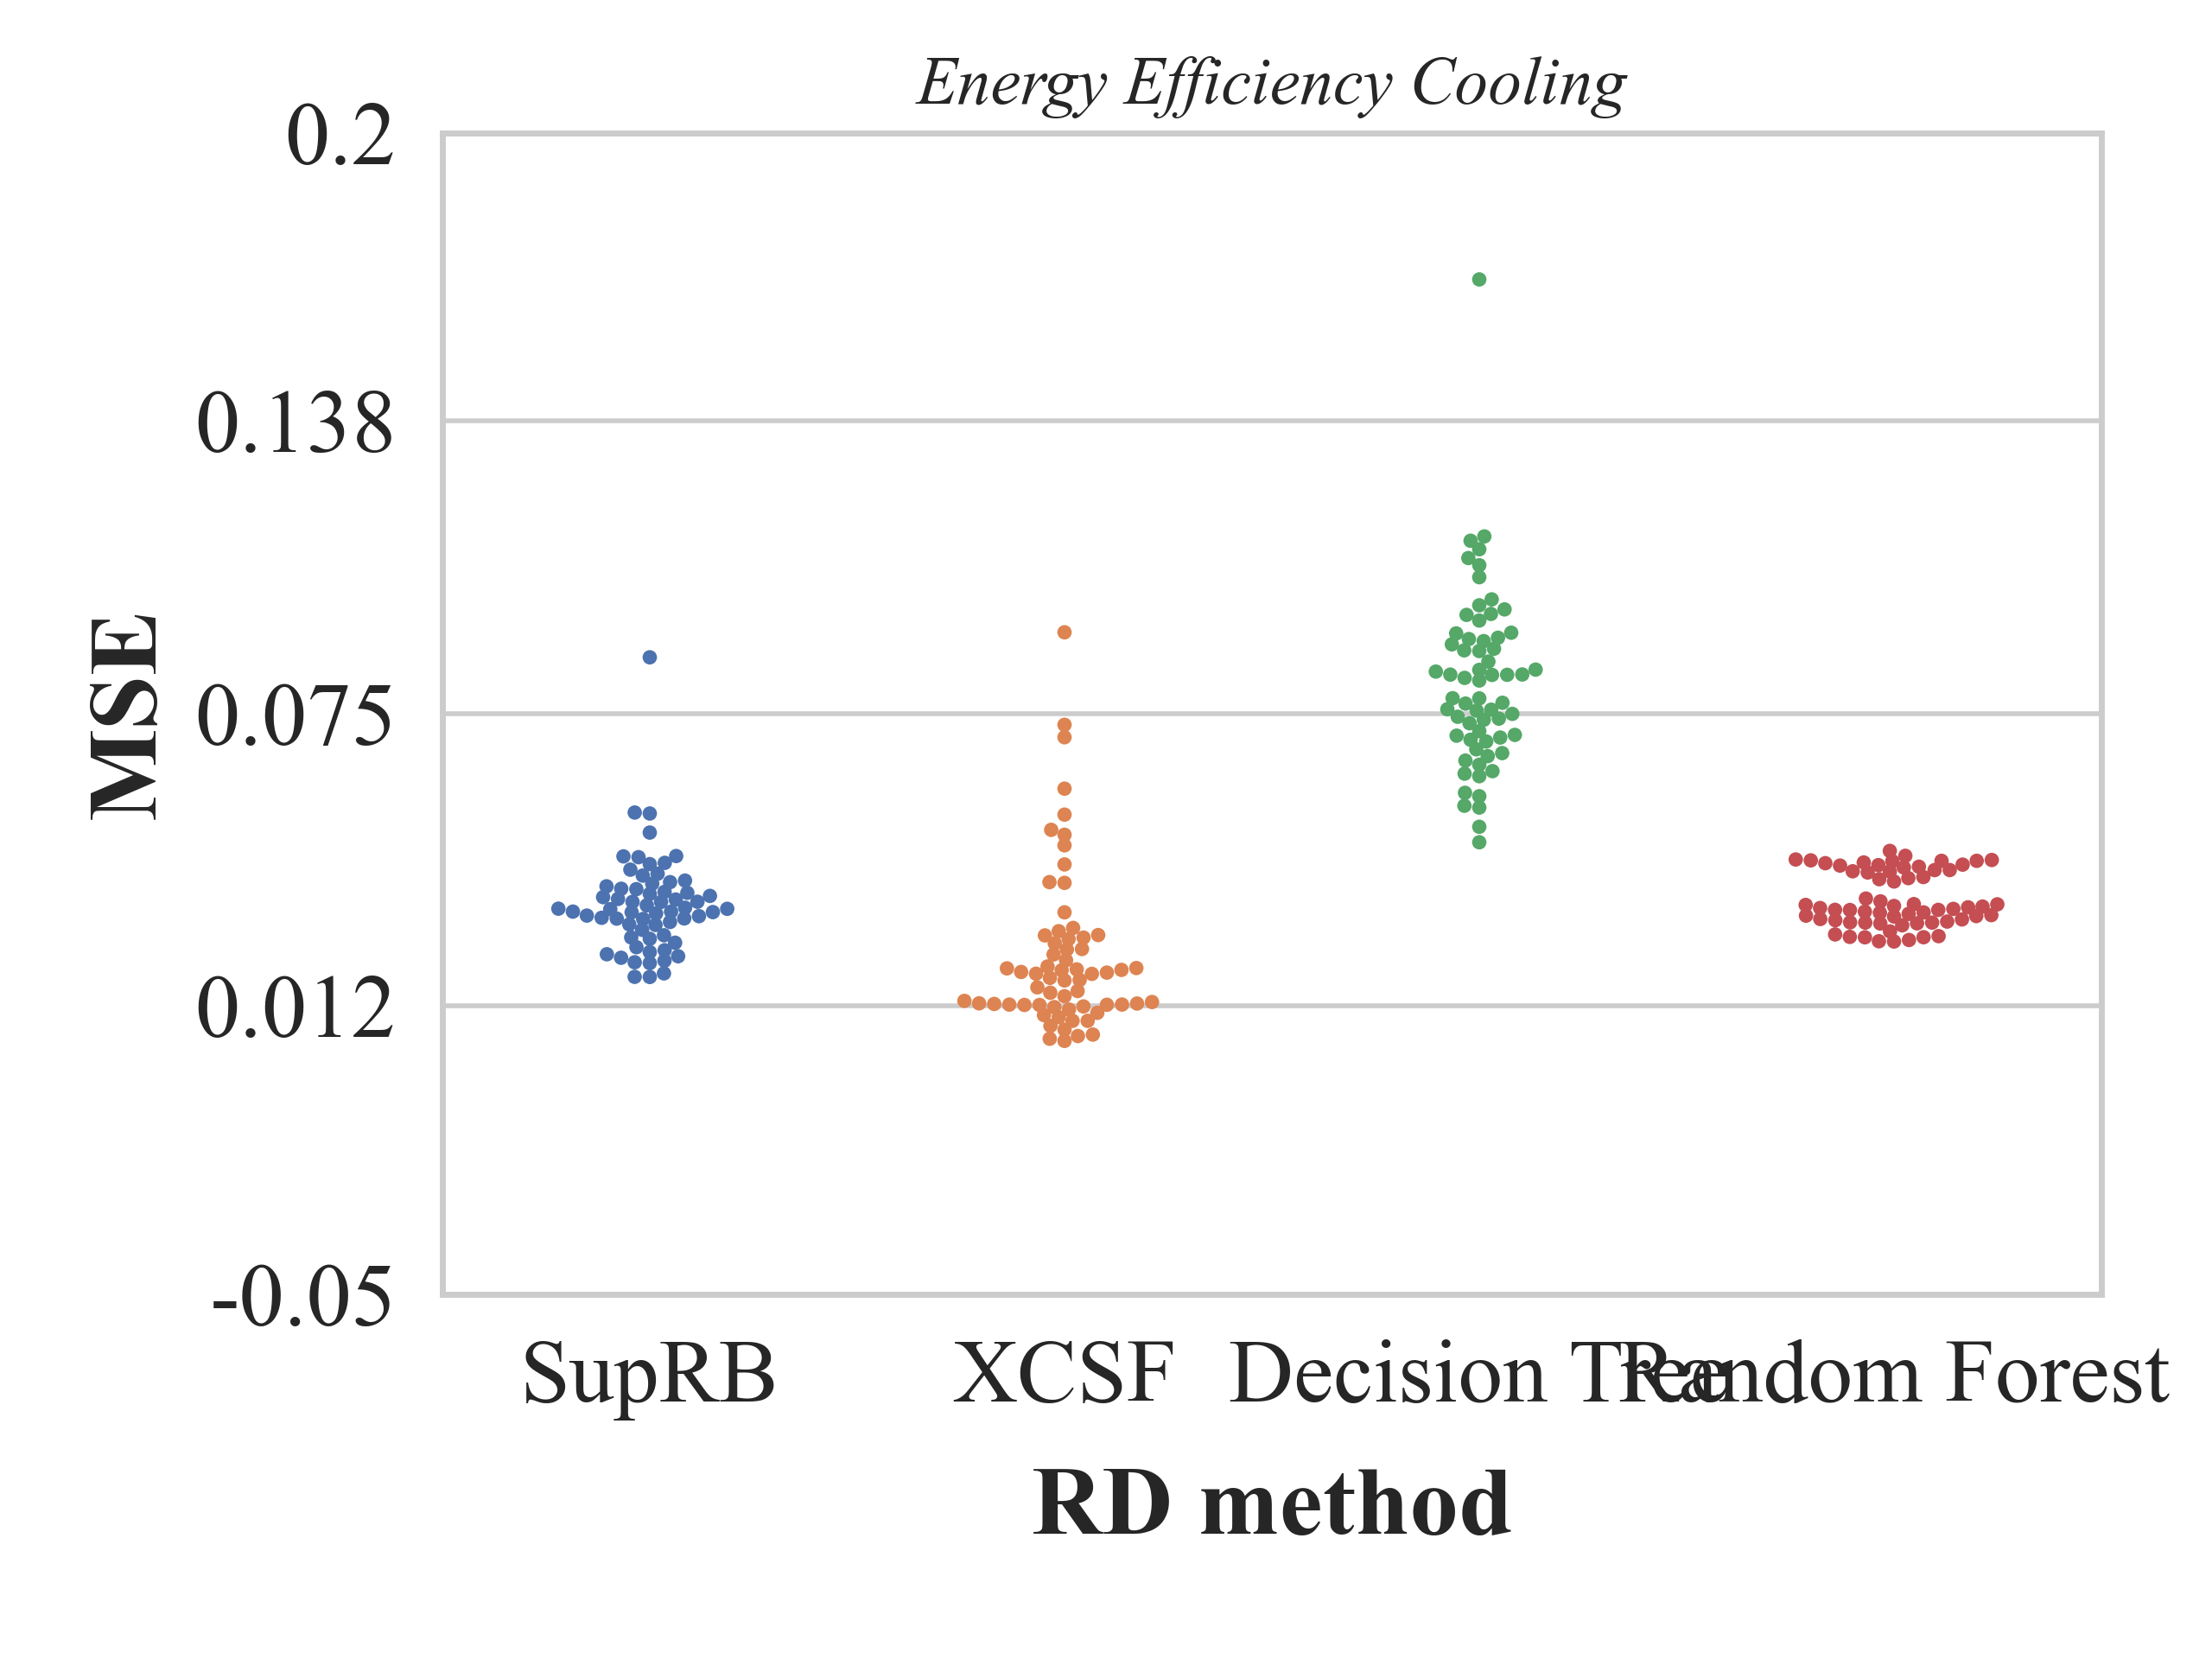 Energy Efficiency Cooling
0.2
0.138
0.075
0.012
-0.05
MSE
SupRB XCSF Decision Tree Random Forest
RD method